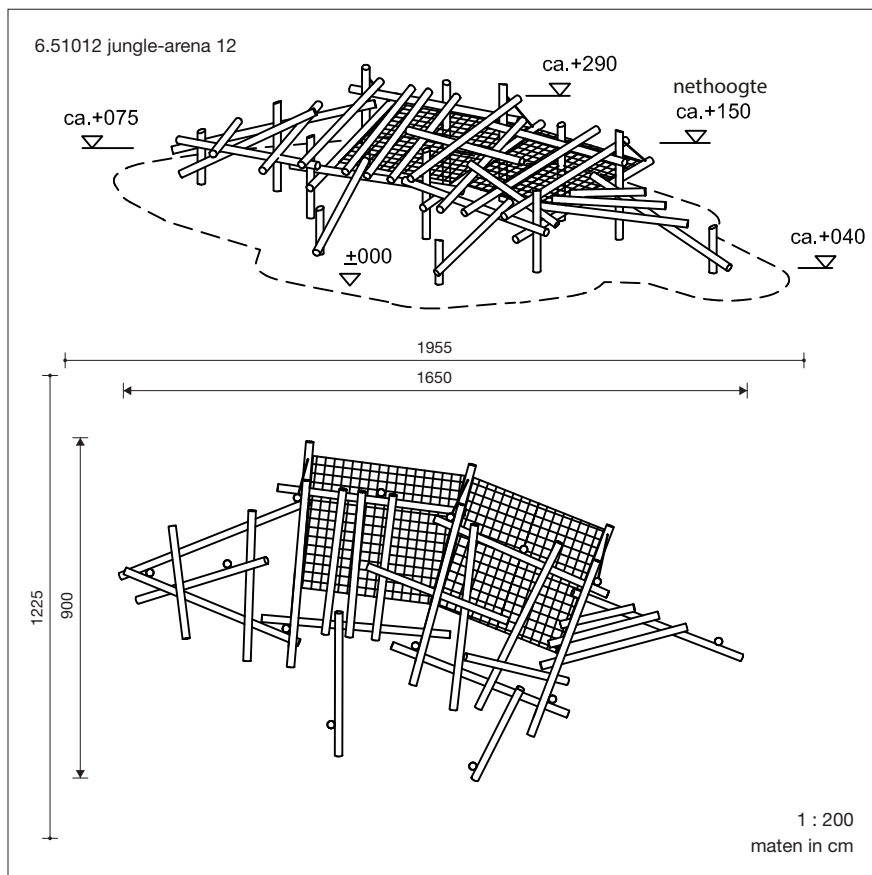 6.51012 jungle-arena 12
ca.+290
nethoogte
ca.+150
ca.+075
±000
ca.+040
1955
1650
1225
900
1 : 200
maten in cm